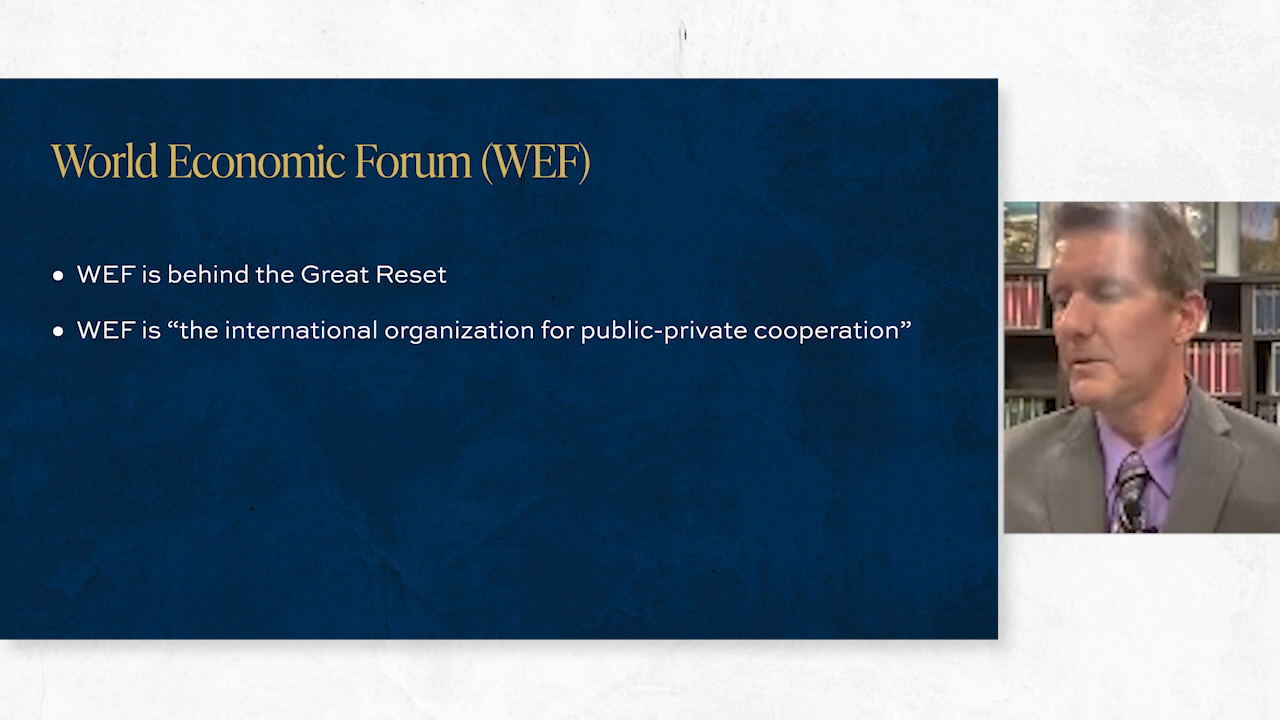 World Economic Forum (WEF)
● WEF is behind the Great Reset
● WEF is “the international organization for public-private cooperation”